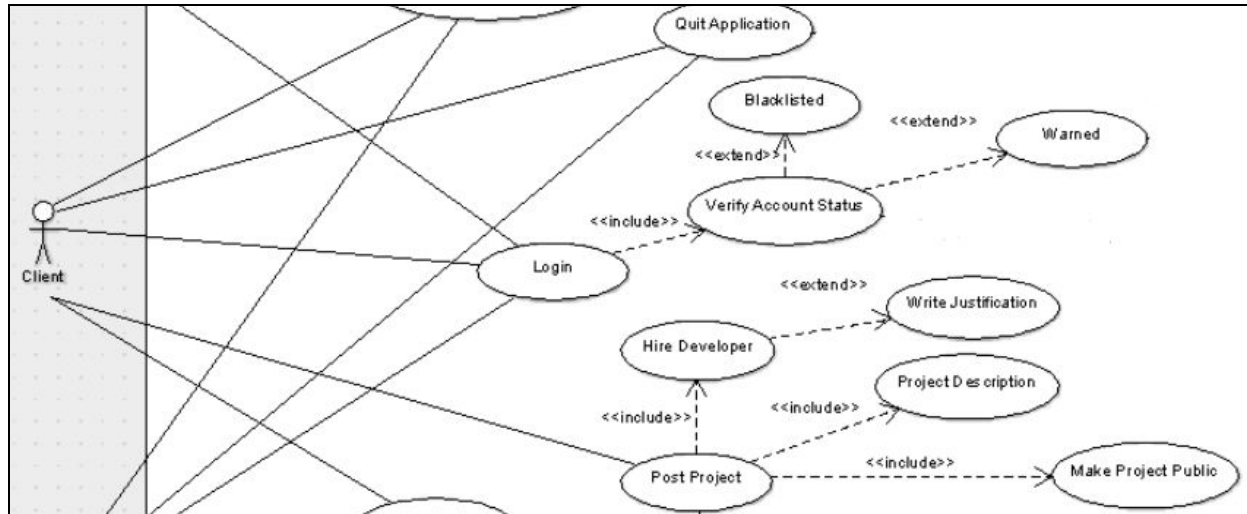 Quit Application
Blacklisted
<<extend>>
Warned
<<extend>>
Verify Account Status
<<include>>
Login
Client
<<extend>>
Write Justification
Hire Developer
Project Description
<<include>>
<<include>>
<<include>>
Post Project
Make Project Public